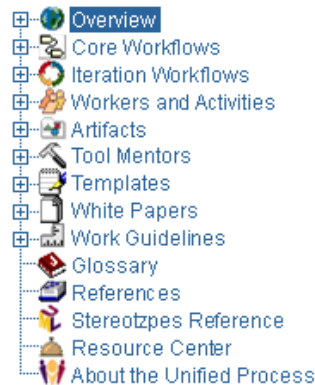 Overview
Core Workflows
Iteration Workflows
Workers and Activities
Artifacts
Tool Mentors
Templates
White Papers
Work Guidelines
Glossary
References
Stereotzpes Reference
Resource Center
About the Unified Process